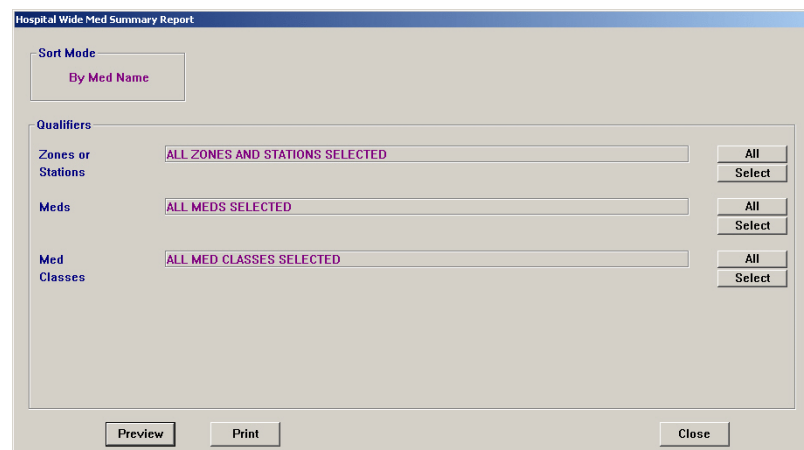 Hospital Wide Med Summary Report
Sort Mode
By Med Name
Qualifiers
Zones or Stations
ALL ZONES AND STATIONS SELECTED
All
Select
Meds
ALL MEDS SELECTED
All
Select
Med Classes
ALL MED CLASSES SELECTED
All
Select
Preview
Print
Close